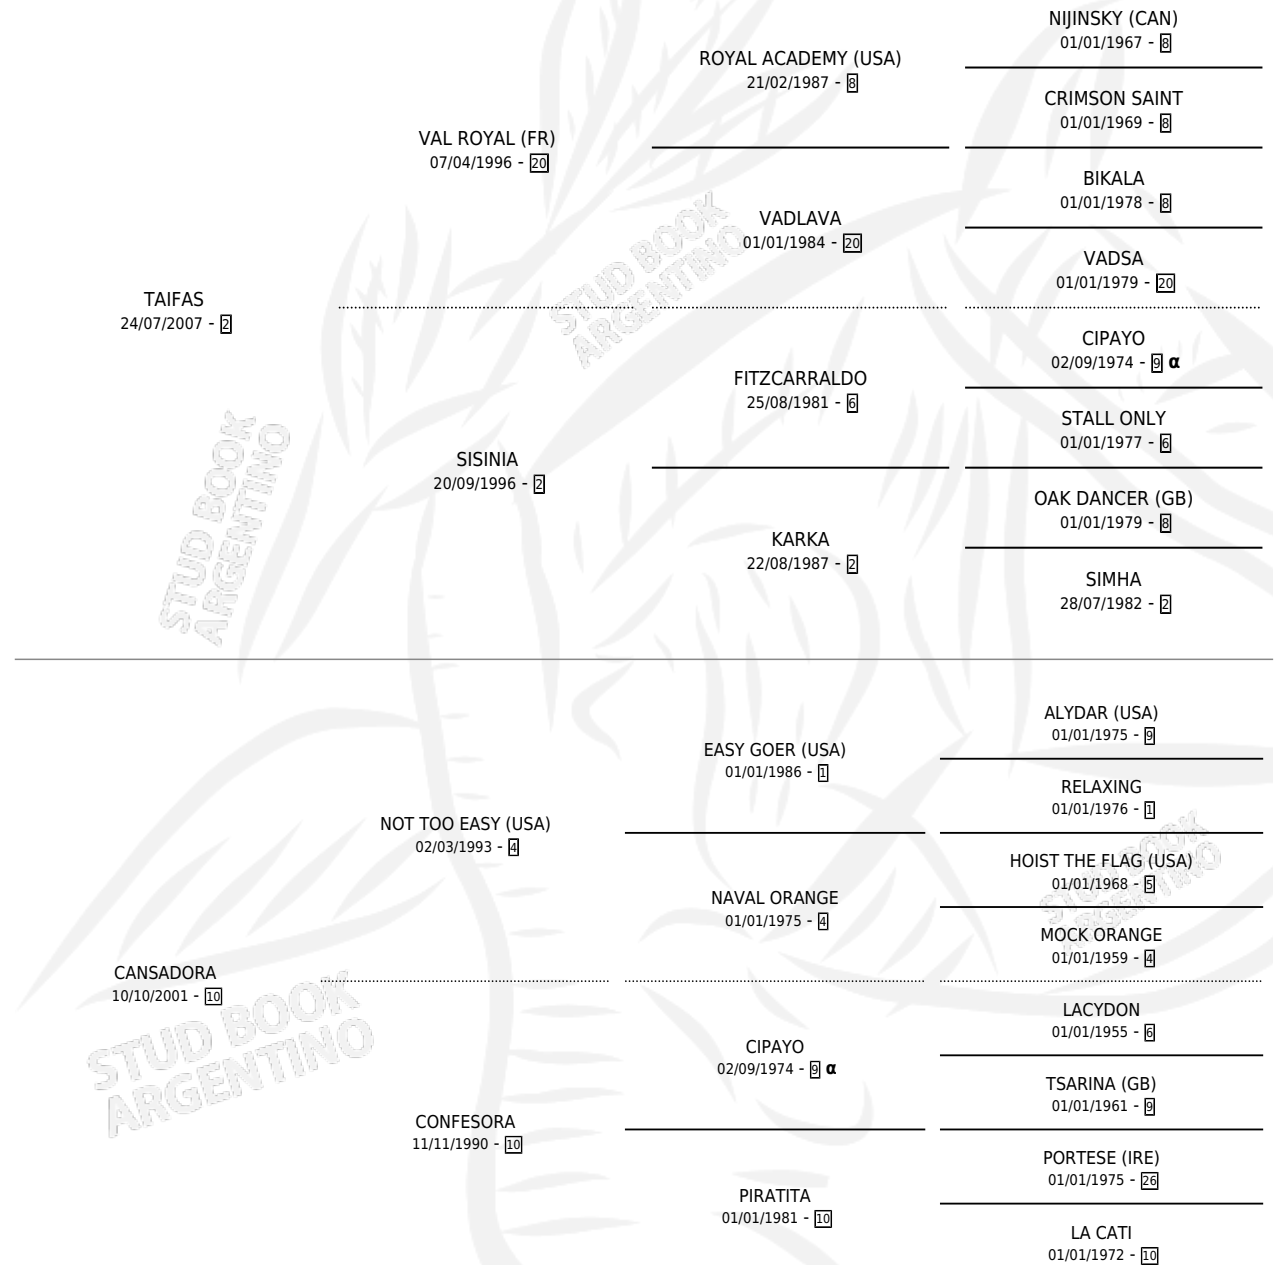 NIJINSKY (CAN)
01/01/1967 - 8
ROYAL ACADEMY (USA)
21/02/1987 - 8
CRIMSON SAINT
01/01/1969 - 8
VAL ROYAL (FR)
07/04/1996 - 20
BIKALA
01/01/1978 - 8
VADLAVA
01/01/1984 - 20
VADSA
01/01/1979 - 20
TAIFAS
24/07/2007 - 2
CIPAYO
02/09/1974 - 9 α
FITZCARRALDO
25/08/1981 - 6
STALL ONLY
01/01/1977 - 6
SISINIA
20/09/1996 - 2
OAK DANCER (GB)
01/01/1979 - 8
KARKA
22/08/1987 - 2
SIMHA
28/07/1982 - 2
ALYDAR (USA)
01/01/1975 - 9
EASY GOER (USA)
01/01/1986 - 1
RELAXING
01/01/1976 - 1
NOT TOO EASY (USA)
02/03/1993 - 4
HOIST THE FLAG (USA)
01/01/1968 - 5
NAVAL ORANGE
01/01/1975 - 4
MOCK ORANGE
01/01/1959 - 4
CANSADORA
10/10/2001 - 10
LACYDON
01/01/1955 - 6
CIPAYO
02/09/1974 - 9 α
TSARINA (GB)
01/01/1961 - 9
CONFESORA
11/11/1990 - 10
PORTESE (IRE)
01/01/1975 - 26
PIRATITA
01/01/1981 - 10
LA CATI
01/01/1972 - 10
STUD BOOK
ARGENTINO
STUD BOOK
ARGENTINO
STUD BOOK
ARGENTINO
STUD BOOK
ARGENTINO